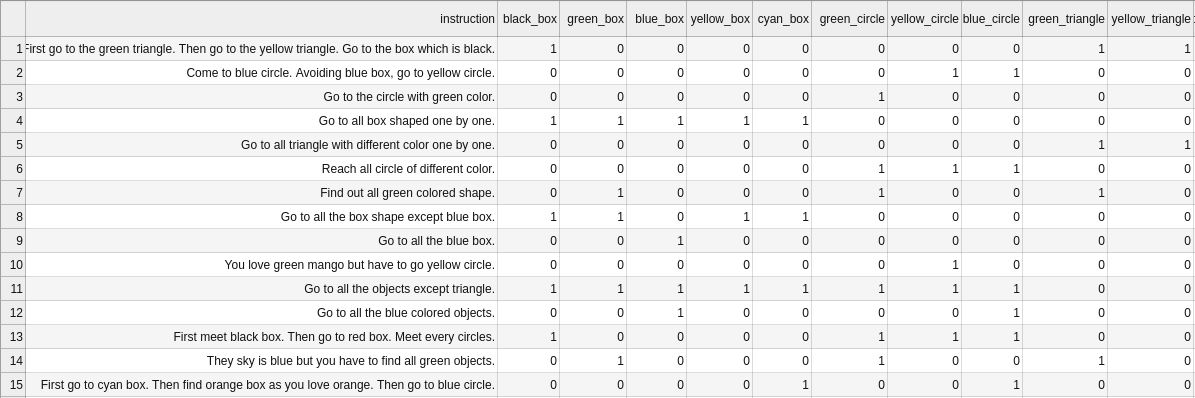 instruction black_box green_box blue_box yellow_box cyan_box green_circle yellow_circle blue_circle green_triangle yellow_triangle
1 First go to the green triangle. Then go to the yellow triangle. Go to the box which is black. 1 0 0 0 0 0 0 0 1 1
2 Come to blue circle. Avoiding blue box, go to yellow circle. 0 0 0 0 0 0 1 1 0 0
3 Go to the circle with green color. 0 0 0 0 0 1 0 0 0 0
4 Go to all box shaped one by one. 1 1 1 1 1 0 0 0 0 0
5 Go to all triangle with different color one by one. 0 0 0 0 0 0 0 0 1 1
6 Reach all circle of different color. 0 0 0 0 0 1 1 1 0 0
7 Find out all green colored shape. 0 1 0 0 0 1 0 0 1 0
8 Go to all the box shape except blue box. 1 1 0 1 1 0 0 0 0 0
9 Go to all the blue box. 0 0 1 0 0 0 0 0 0 0
10 You love green mango but have to go yellow circle. 0 0 0 0 0 0 1 0 0 0
11 Go to all the objects except triangle. 1 1 1 1 1 1 1 1 0 0
12 Go to all the blue colored objects. 0 0 1 0 0 0 0 1 0 0
13 First meet black box. Then go to red box. Meet every circles. 1 0 0 0 0 1 1 1 0 0
14 They sky is blue but you have to find all green objects. 0 1 0 0 0 1 0 0 1 0
15 First go to cyan box. Then find orange box as you love orange. Then go to blue circle. 0 0 0 0 1 0 0 1 0 0